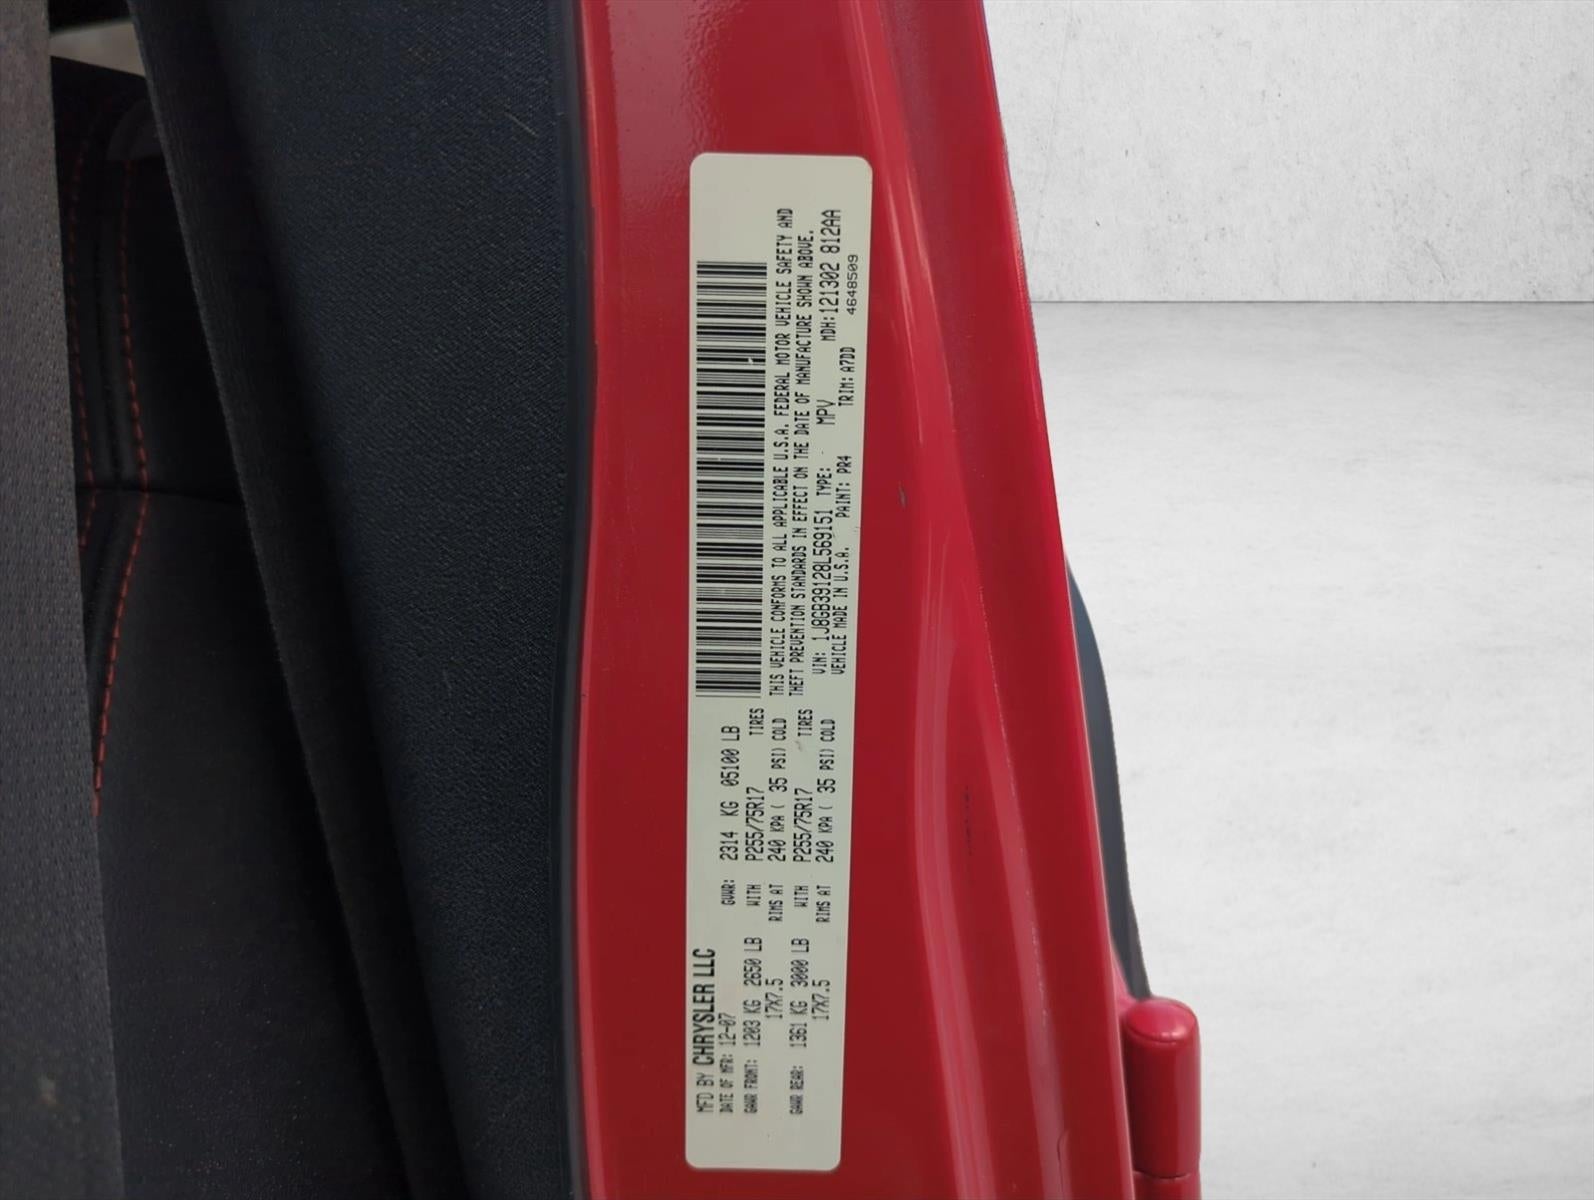 MFD BY CHRYSLER LLC
DATE OF MFR: 12-07 GVWR: 2314 KG 05100 LB
GAWR FRONT: 1203 KG 2650 LB WITH P255/75R17 TIRES
17X7.5 RIMS AT 240 KPA ( 35 PSI) COLD
GAWR REAR: 1361 KG 3000 LB WITH P255/75R17 TIRES
17X7.5 RIMS AT 240 KPA ( 35 PSI) COLD
THIS VEHICLE CONFORMS TO ALL APPLICABLE U.S.A. FEDERAL MOTOR VEHICLE SAFETY AND
THEFT PREVENTION STANDARDS IN EFFECT ON THE DATE OF MANUFACTURE SHOWN ABOVE.
VIN: 1J8GB39128L569151 TYPE: MPV MDH:121302 812AA
VEHICLE MADE IN U.S.A. PAINT: PR4 TRIM: A7DD 4648509